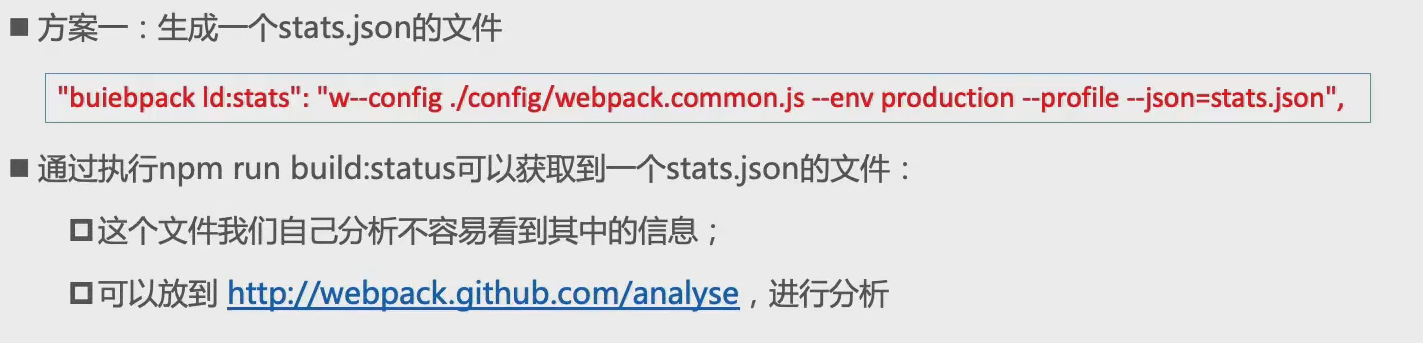 方案一：生成一个stats.json的文件
"buiebpack ld:stats": "w--config ./config/webpack.common.js --env production --profile --json=stats.json",
通过执行npm run build:status可以获取到一个stats.json的文件：
这个文件我们自己分析不容易看到其中的信息；
可以放到 http://webpack.github.com/analyse，进行分析